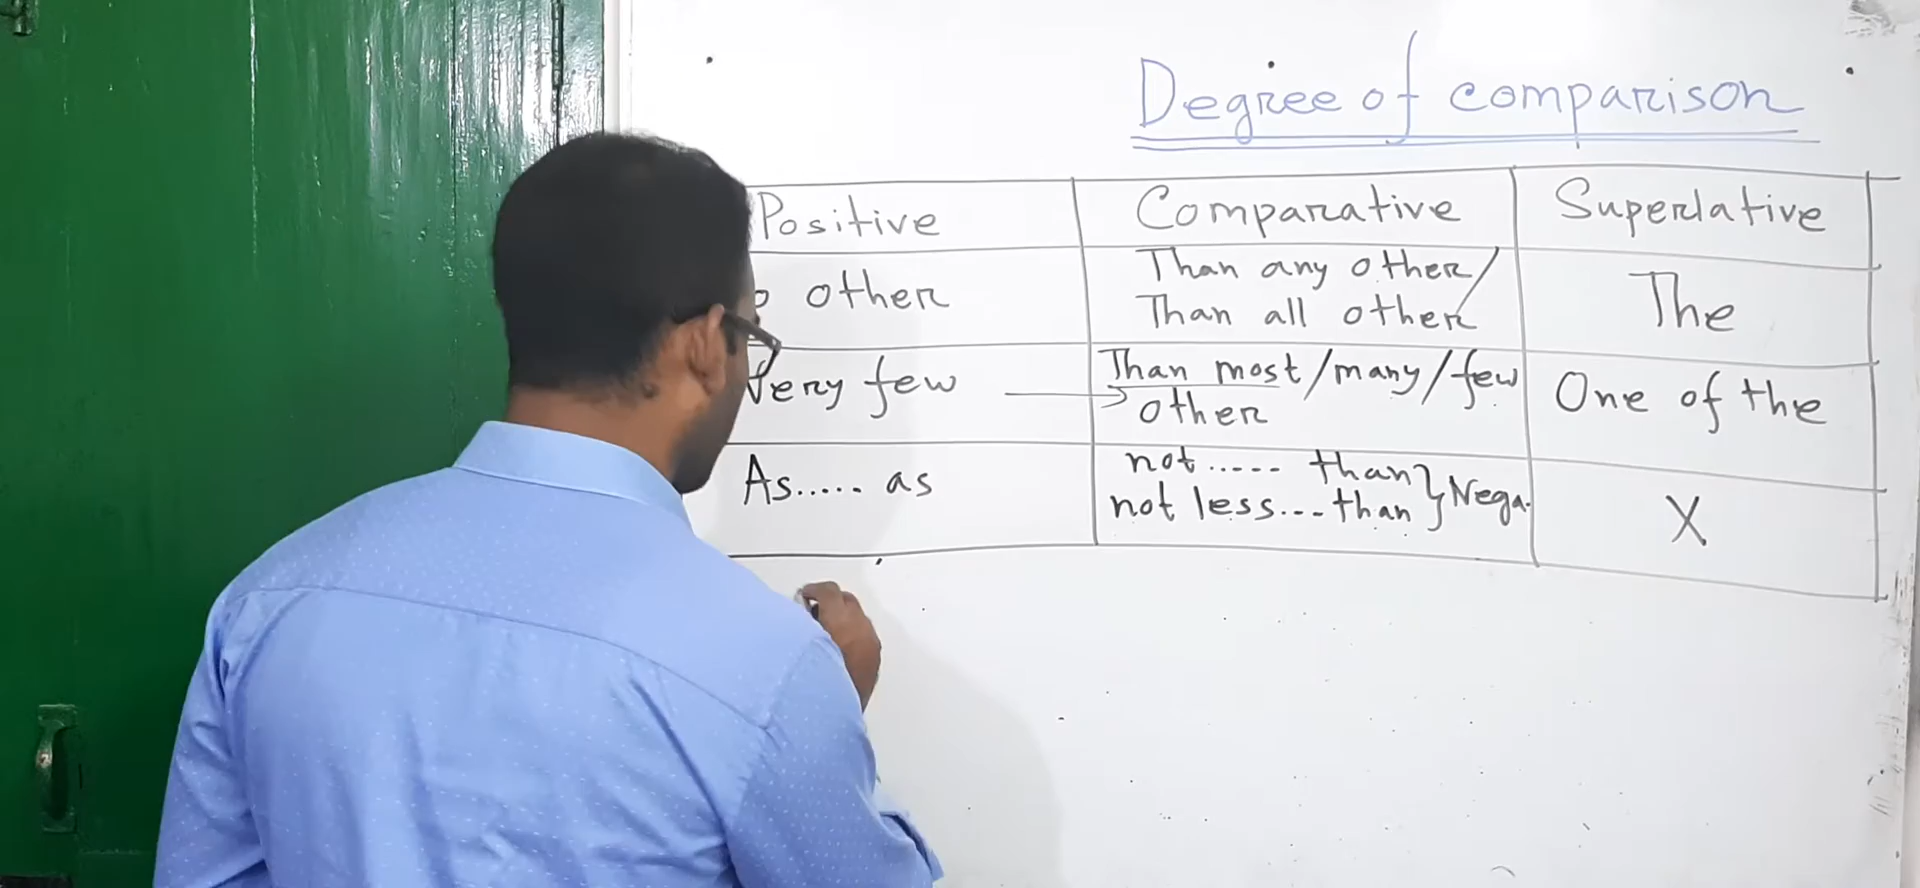 Degree of comparison
Positive Comparative Superlative
other Than any other/
Than all other The
Very few Than most/many/few
other One of the
As..... as not..... than
not less...than } Nega. X